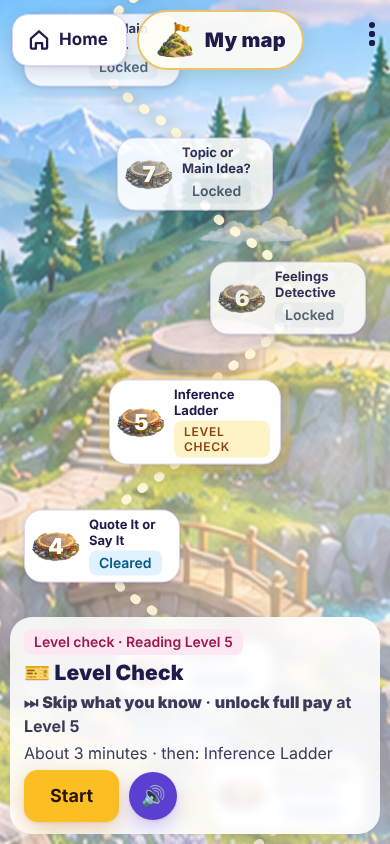 Home
My map
Main
Locked
7
Topic or
Main Idea?
Locked
6
Feelings
Detective
Locked
5
Inference
Ladder
LEVEL
CHECK
4
Quote It or
Say It
Cleared
Level check · Reading Level 5
🎫 Level Check
⏭ Skip what you know · unlock full pay at
Level 5
About 3 minutes · then: Inference Ladder
Start